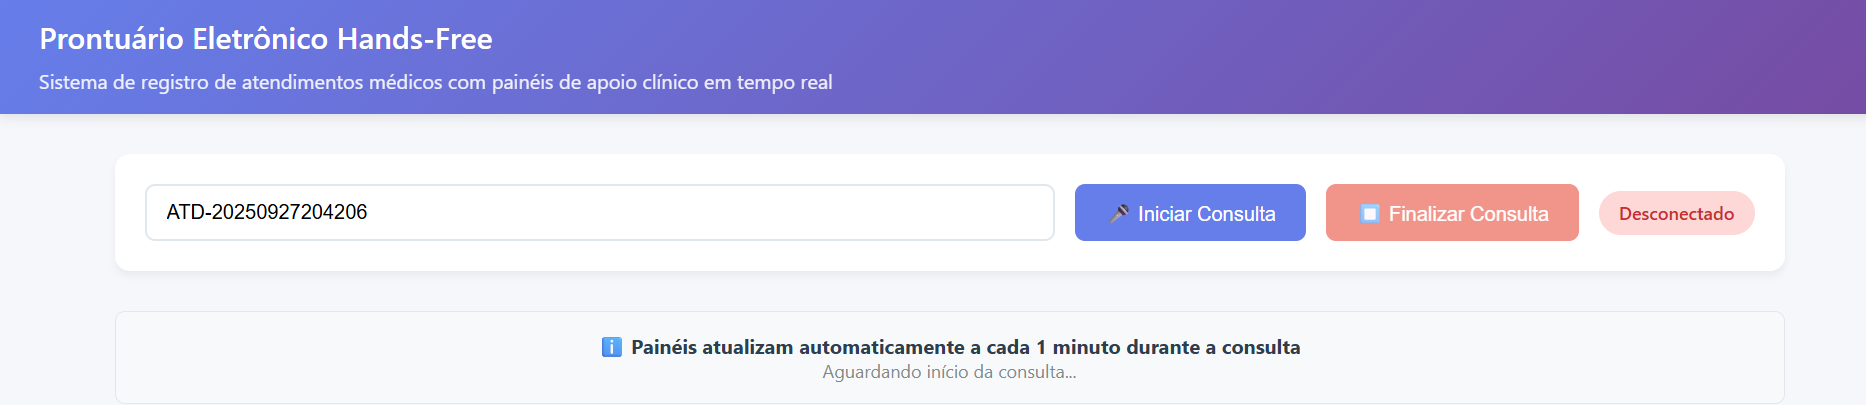 Prontuário Eletrônico Hands-Free
Sistema de registro de atendimentos médicos com painéis de apoio clínico em tempo real
ATD-20250927204206
Iniciar Consulta
Finalizar Consulta
Desconectado
Painéis atualizam automaticamente a cada 1 minuto durante a consulta
Aguardando início da consulta...